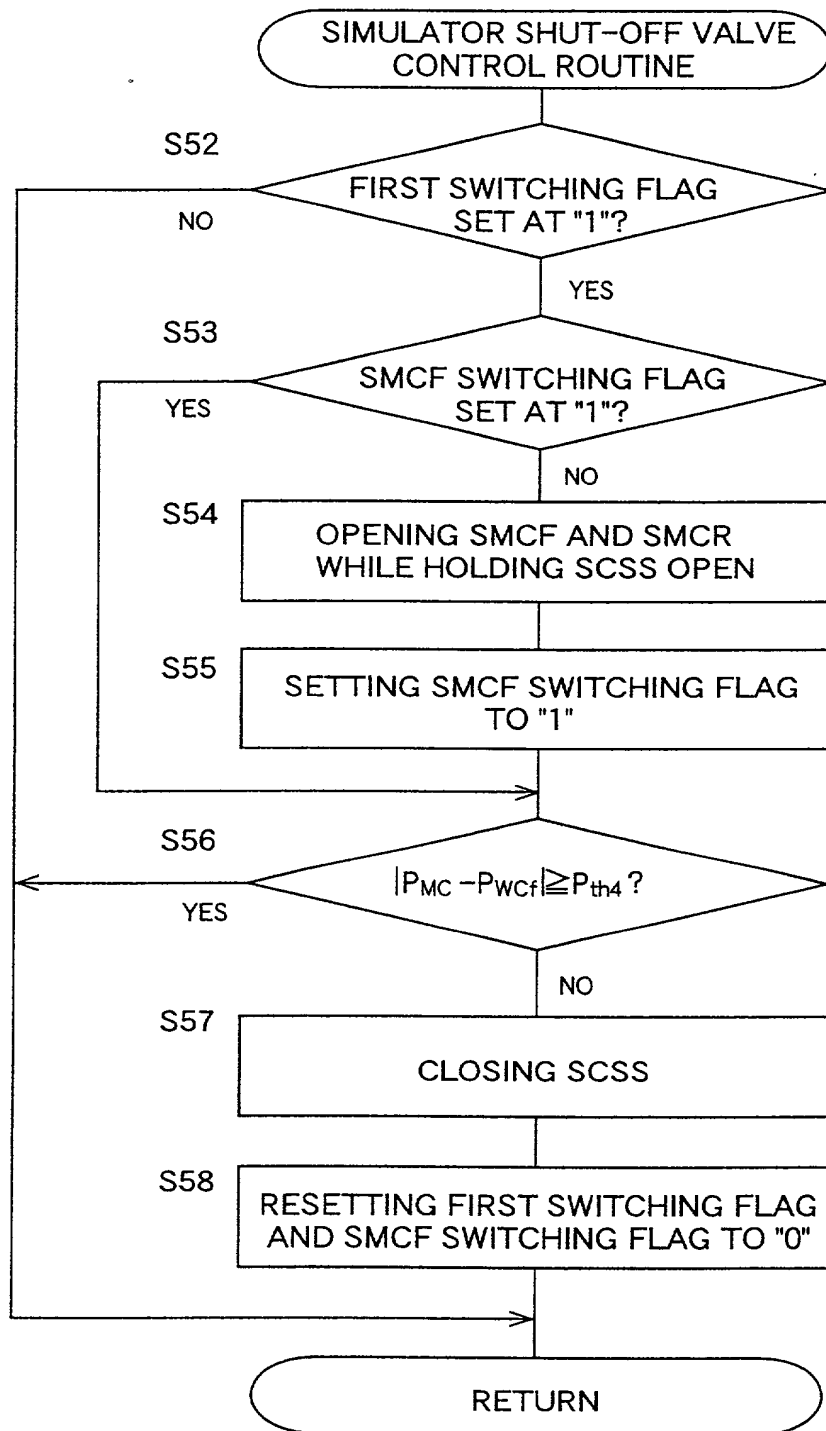 SIMULATOR SHUT-OFF VALVE
CONTROL ROUTINE
S52
FIRST SWITCHING FLAG
SET AT "1"?
NO
YES
S53
SMCF SWITCHING FLAG
SET AT "1"?
YES
NO
S54
OPENING SMCF AND SMCR
WHILE HOLDING SCSS OPEN
S55
SETTING SMCF SWITCHING FLAG
TO "1"
S56
|PMC −PWCf|≧Pth4 ?
YES
NO
S57
CLOSING SCSS
S58
RESETTING FIRST SWITCHING FLAG
AND SMCF SWITCHING FLAG TO "0"
RETURN